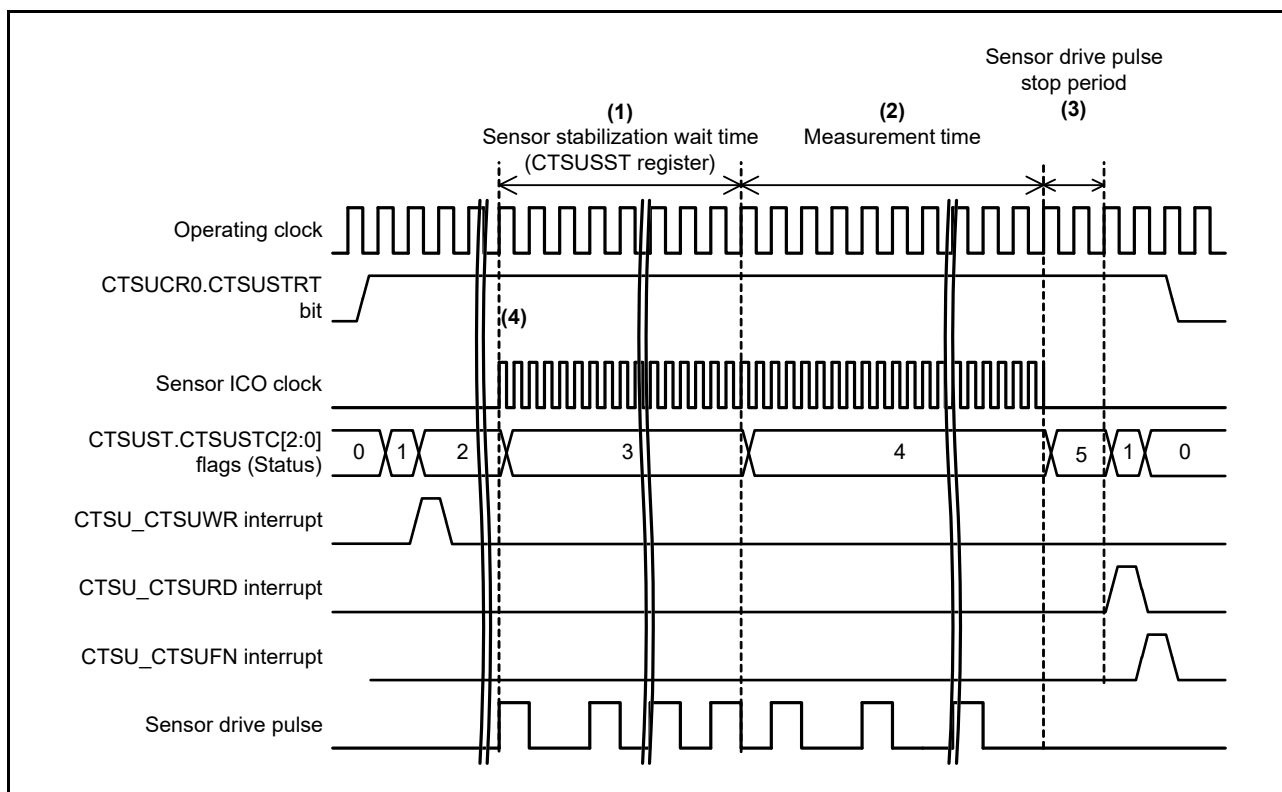 Sensor drive pulse
stop period
(3)
(1)
Sensor stabilization wait time
(CTSUSST register)
(2)
Measurement time
Operating clock
CTSUCR0.CTSUSTRT
bit
(4)
Sensor ICO clock
CTSUST.CTSUSTC[2:0]
flags (Status)
0 1 2 3 4 5 1 0
CTSU_CTSUWR interrupt
CTSU_CTSURD interrupt
CTSU_CTSUFN interrupt
Sensor drive pulse